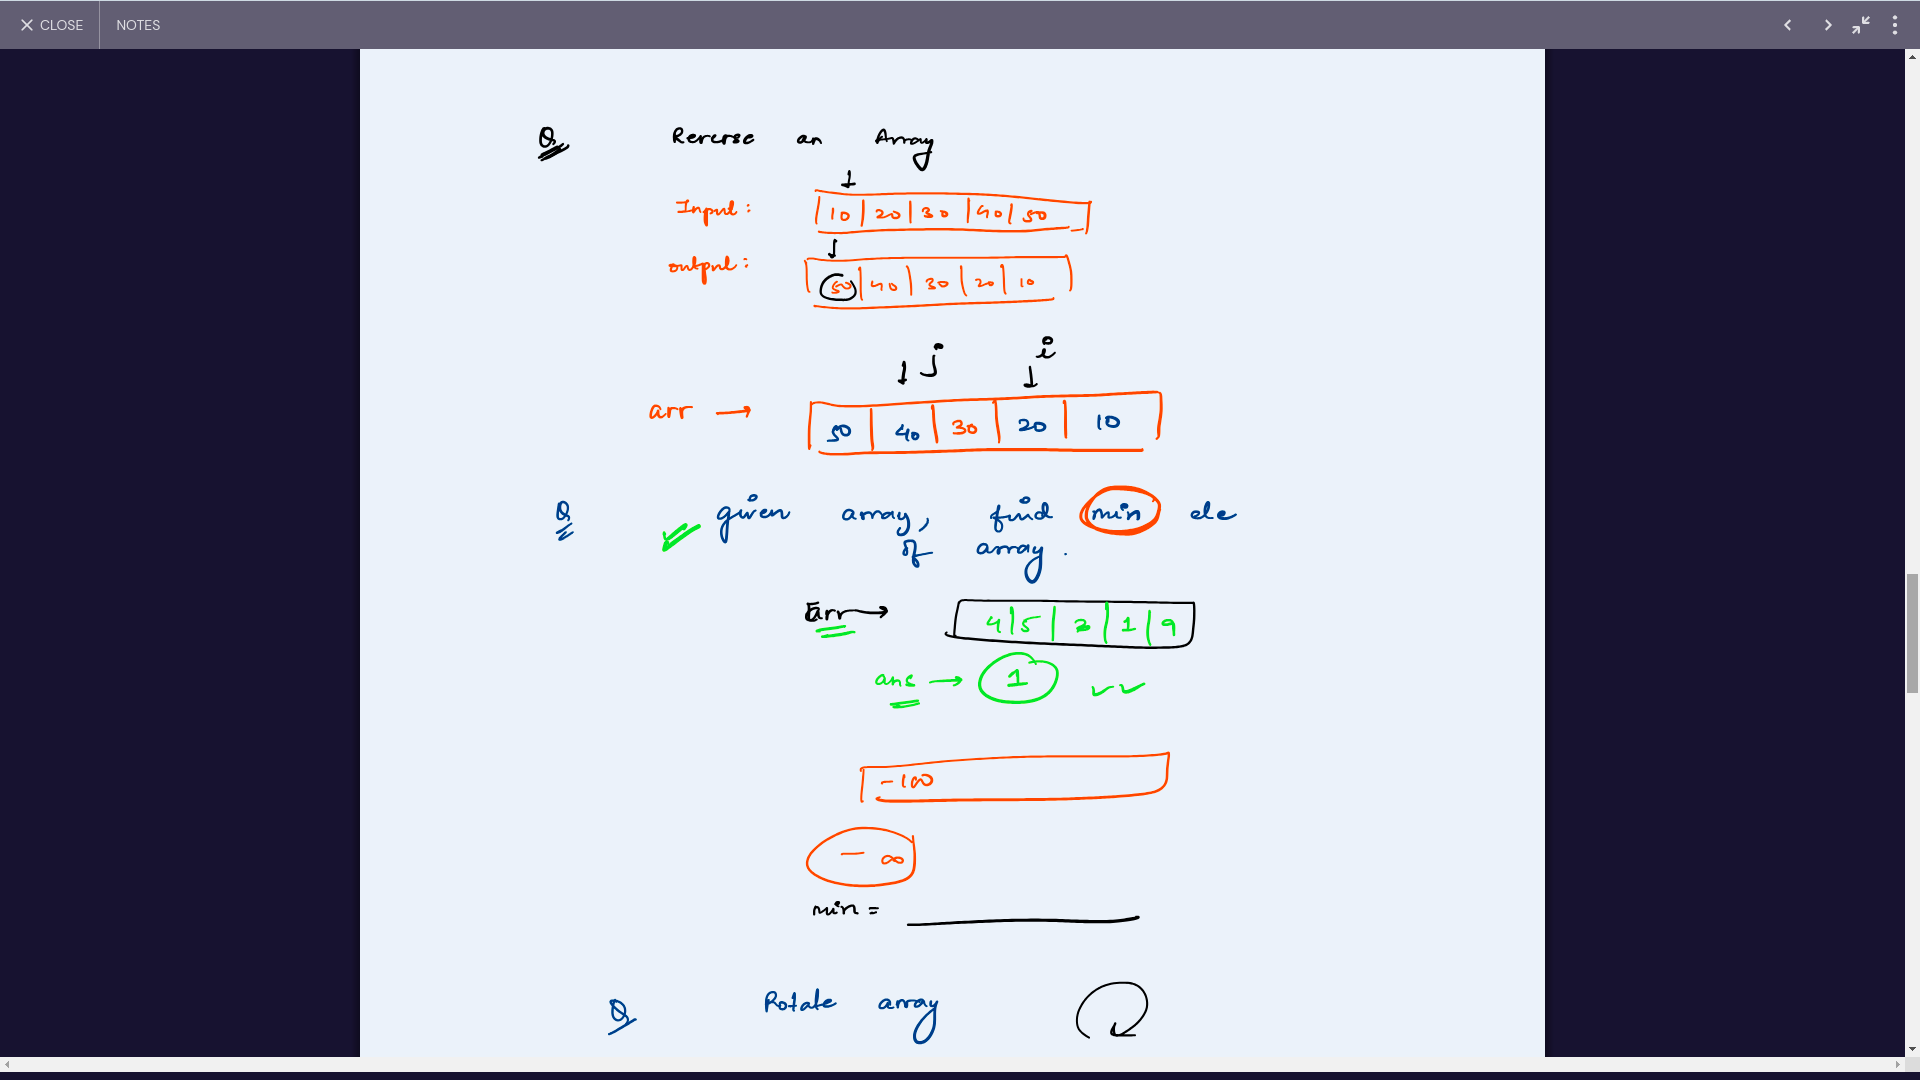 CLOSE NOTES
Q Reverse an Array
Input: 10 | 20 | 30 | 40 | 50
output: 50 | 40 | 30 | 20 | 10
j i
arr → 50 | 40 | 30 | 20 | 10
Q given array, find min ele
of array.
arr → 4 | 5 | 2 | 1 | 9
ans → 1
-100
- ∞
min =
Q Rotate array